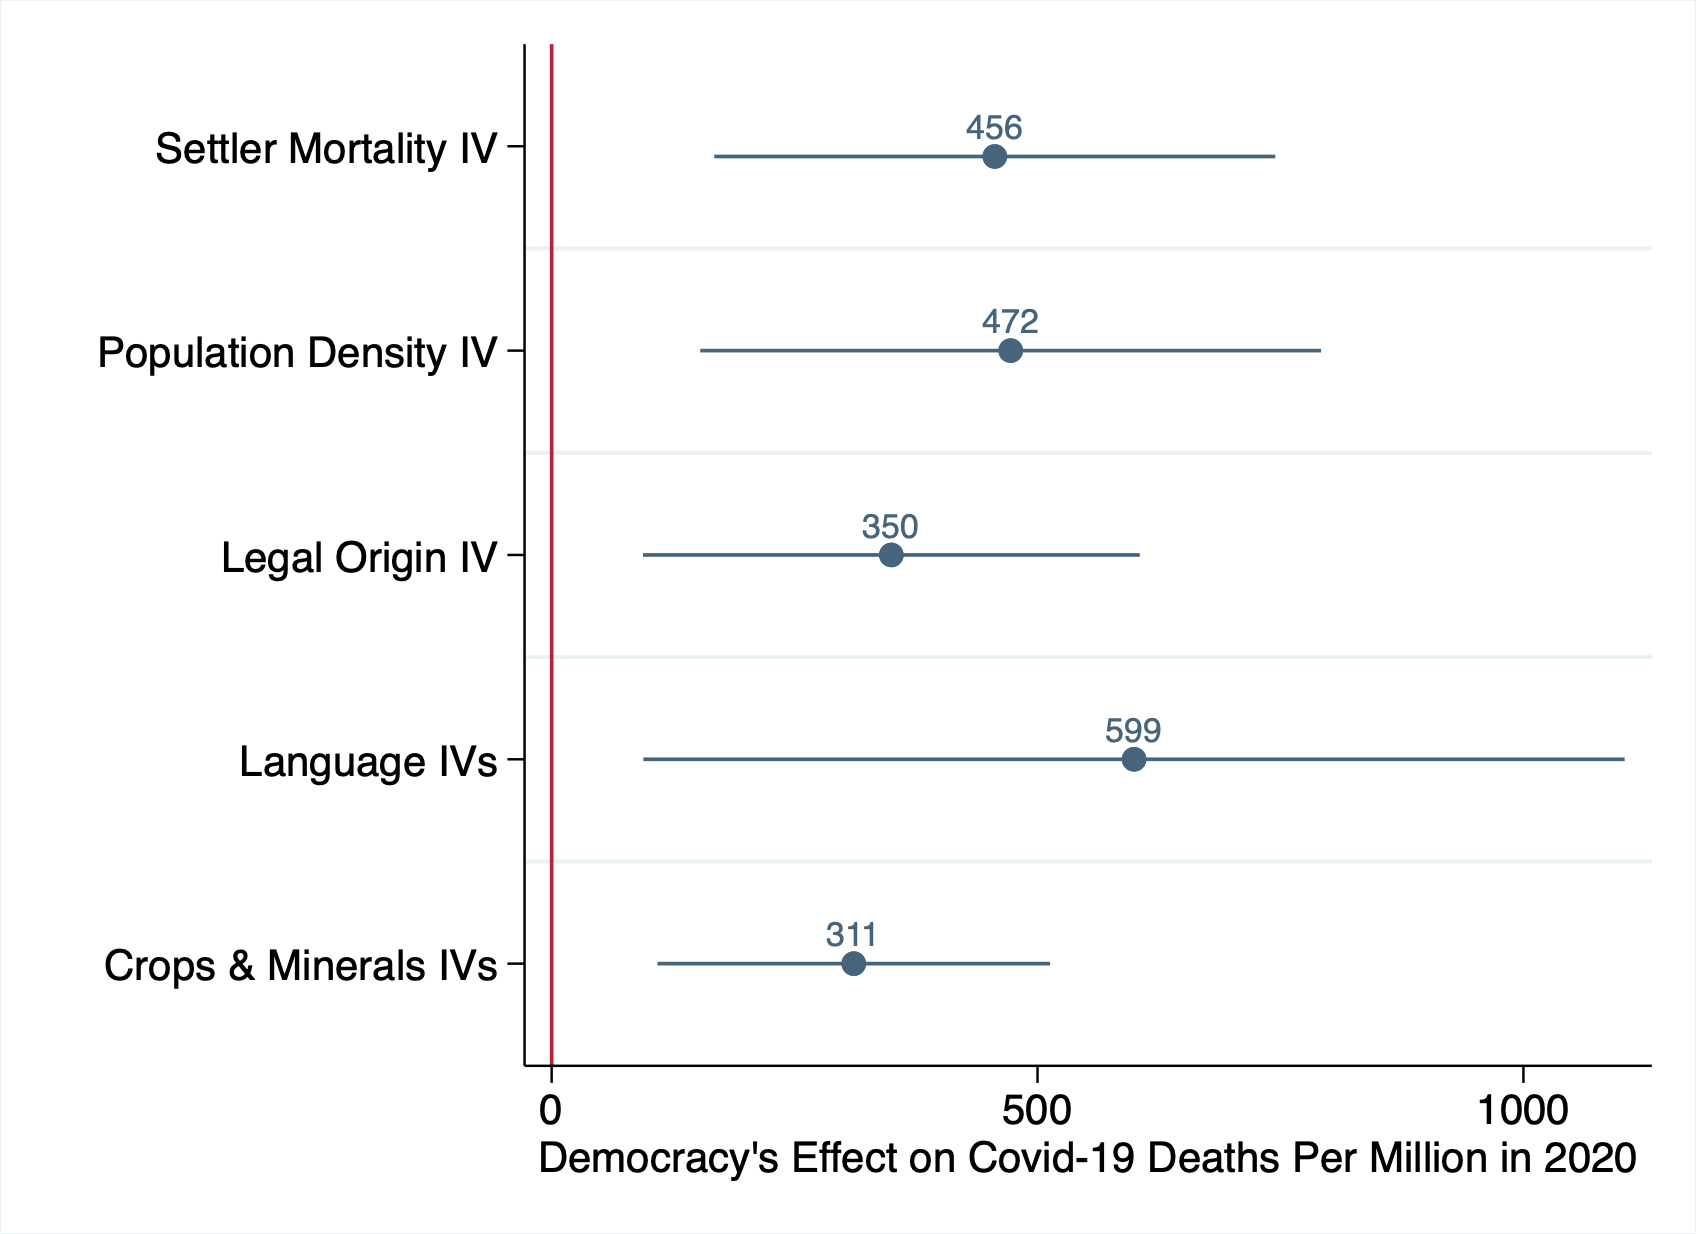 456
Settler Mortality IV
472
Population Density IV
350
Legal Origin IV
599
Language IVs
311
Crops & Minerals IVs
0 500 1000
Democracy's Effect on Covid-19 Deaths Per Million in 2020